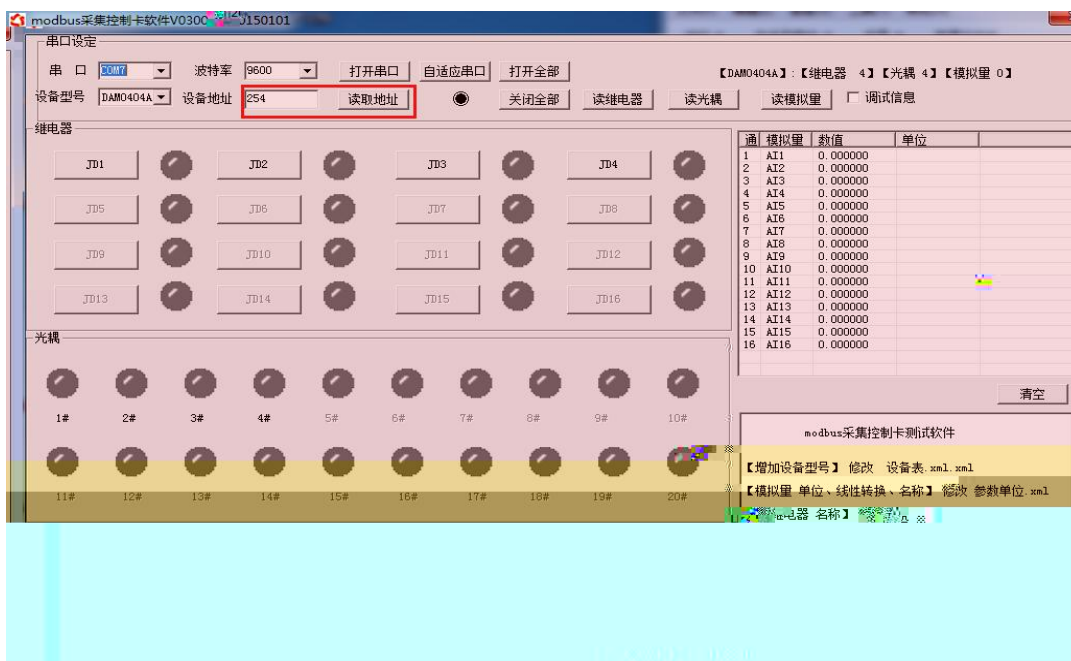 modbus采集控制卡软件V0300 0150101
串口设定
串 口 COM7 波特率 9600 打开串口 自适应串口 打开全部 【DAM0404A】:【继电器 4】【光耦 4】【模拟量 0】
设备型号 DAM0404A 设备地址 254 读取地址 关闭全部 读继电器 读光耦 读模拟量 调试信息
继电器
JD1 JD2 JD3 JD4
JD5 JD6 JD7 JD8
JD9 JD10 JD11 JD12
JD13 JD14 JD15 JD16
通 模拟量 数值 单位
1 AI1 0.000000
2 AI2 0.000000
3 AI3 0.000000
4 AI4 0.000000
5 AI5 0.000000
6 AI6 0.000000
7 AI7 0.000000
8 AI8 0.000000
9 AI9 0.000000
10 AI10 0.000000
11 AI11 0.000000
12 AI12 0.000000
13 AI13 0.000000
14 AI14 0.000000
15 AI15 0.000000
16 AI16 0.000000
清空
光耦
1# 2# 3# 4# 5# 6# 7# 8# 9# 10#
11# 12# 13# 14# 15# 16# 17# 18# 19# 20#
modbus采集控制卡测试软件
【增加设备型号】 修改 设备表.xml.xml
【模拟量 单位、线性转换、名称】 修改 参数单位.xml
电器 名称】